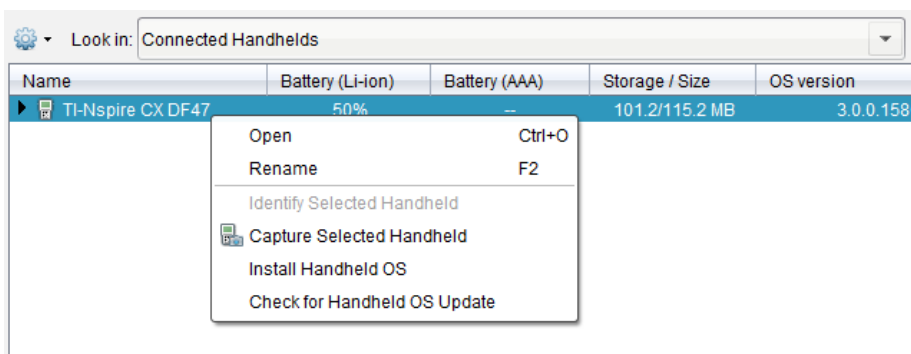 Look in: Connected Handhelds
Name Battery (Li-ion) Battery (AAA) Storage / Size OS version
TI-Nspire CX DF47 50% -- 101.2/115.2 MB 3.0.0.158
Open Ctrl+O
Rename F2
Identify Selected Handheld
Capture Selected Handheld
Install Handheld OS
Check for Handheld OS Update